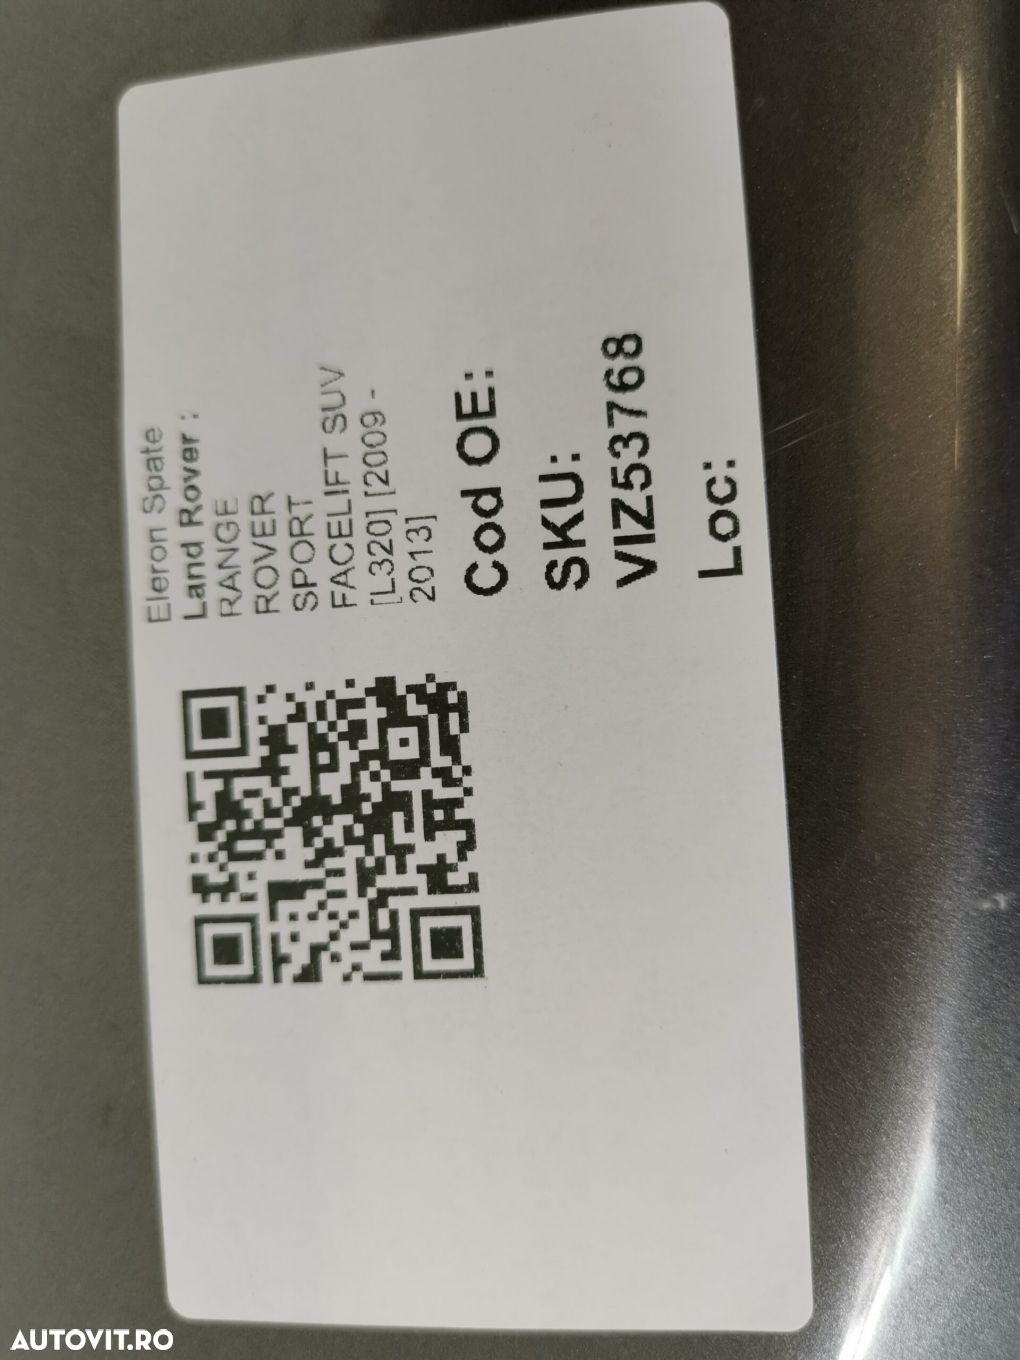 Eleron Spate
Land Rover :
RANGE
ROVER
SPORT
FACELIFT SUV
[L320] [2009 -
2013]
Cod OE:
SKU:
VIZ53768
Loc:
AUTOVIT.RO